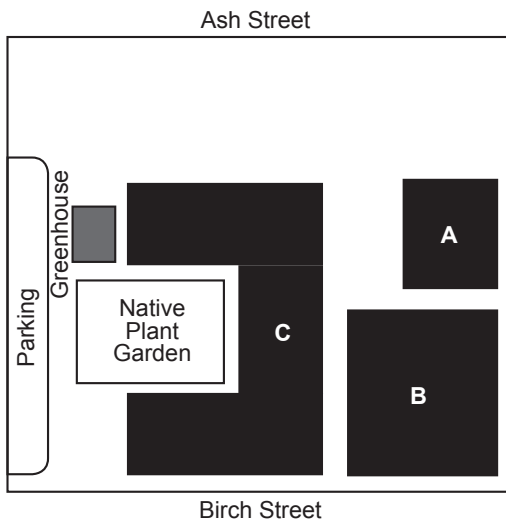 Ash Street
Greenhouse
A
Parking
Native
Plant
Garden
C
B
Birch Street